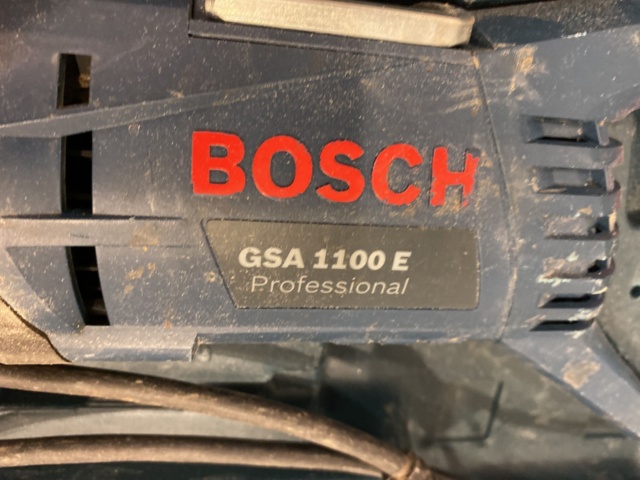 BOSCH
GSA 1100 E
Professional